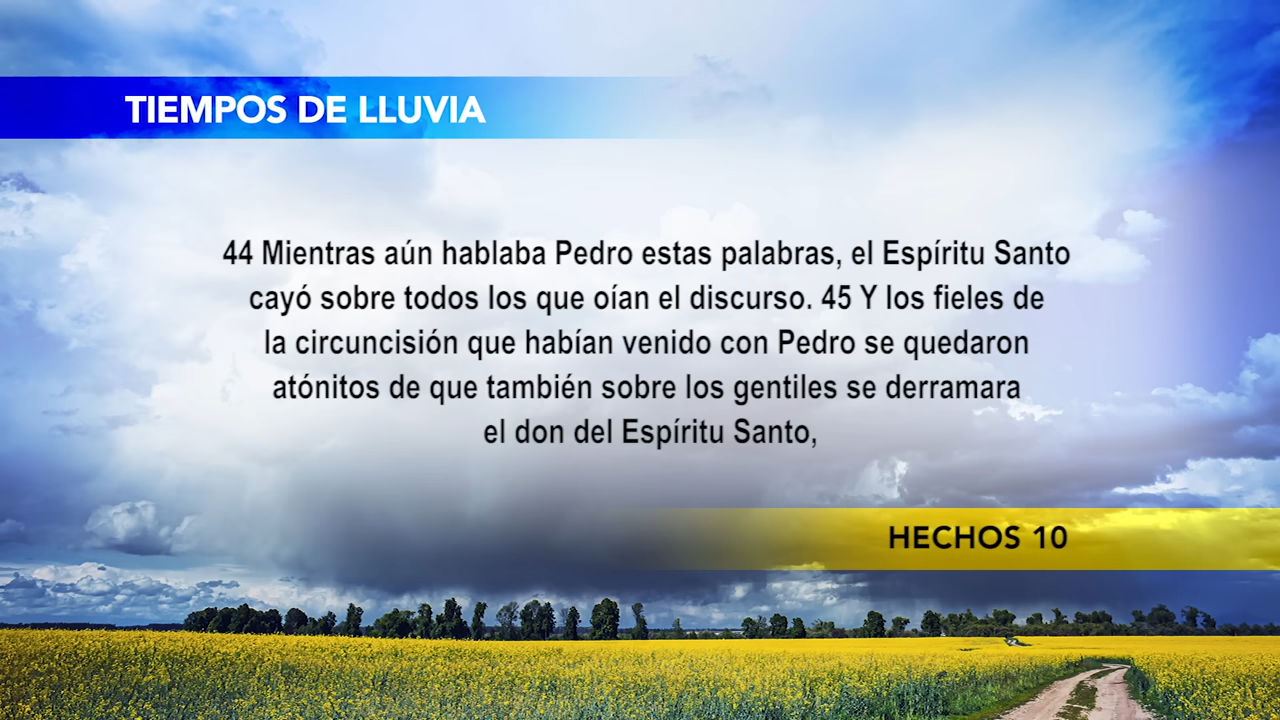 TIEMPOS DE LLUVIA
44 Mientras aún hablaba Pedro estas palabras, el Espíritu Santo
cayó sobre todos los que oían el discurso. 45 Y los fieles de
la circuncisión que habían venido con Pedro se quedaron
atónitos de que también sobre los gentiles se derramara
el don del Espíritu Santo,
HECHOS 10